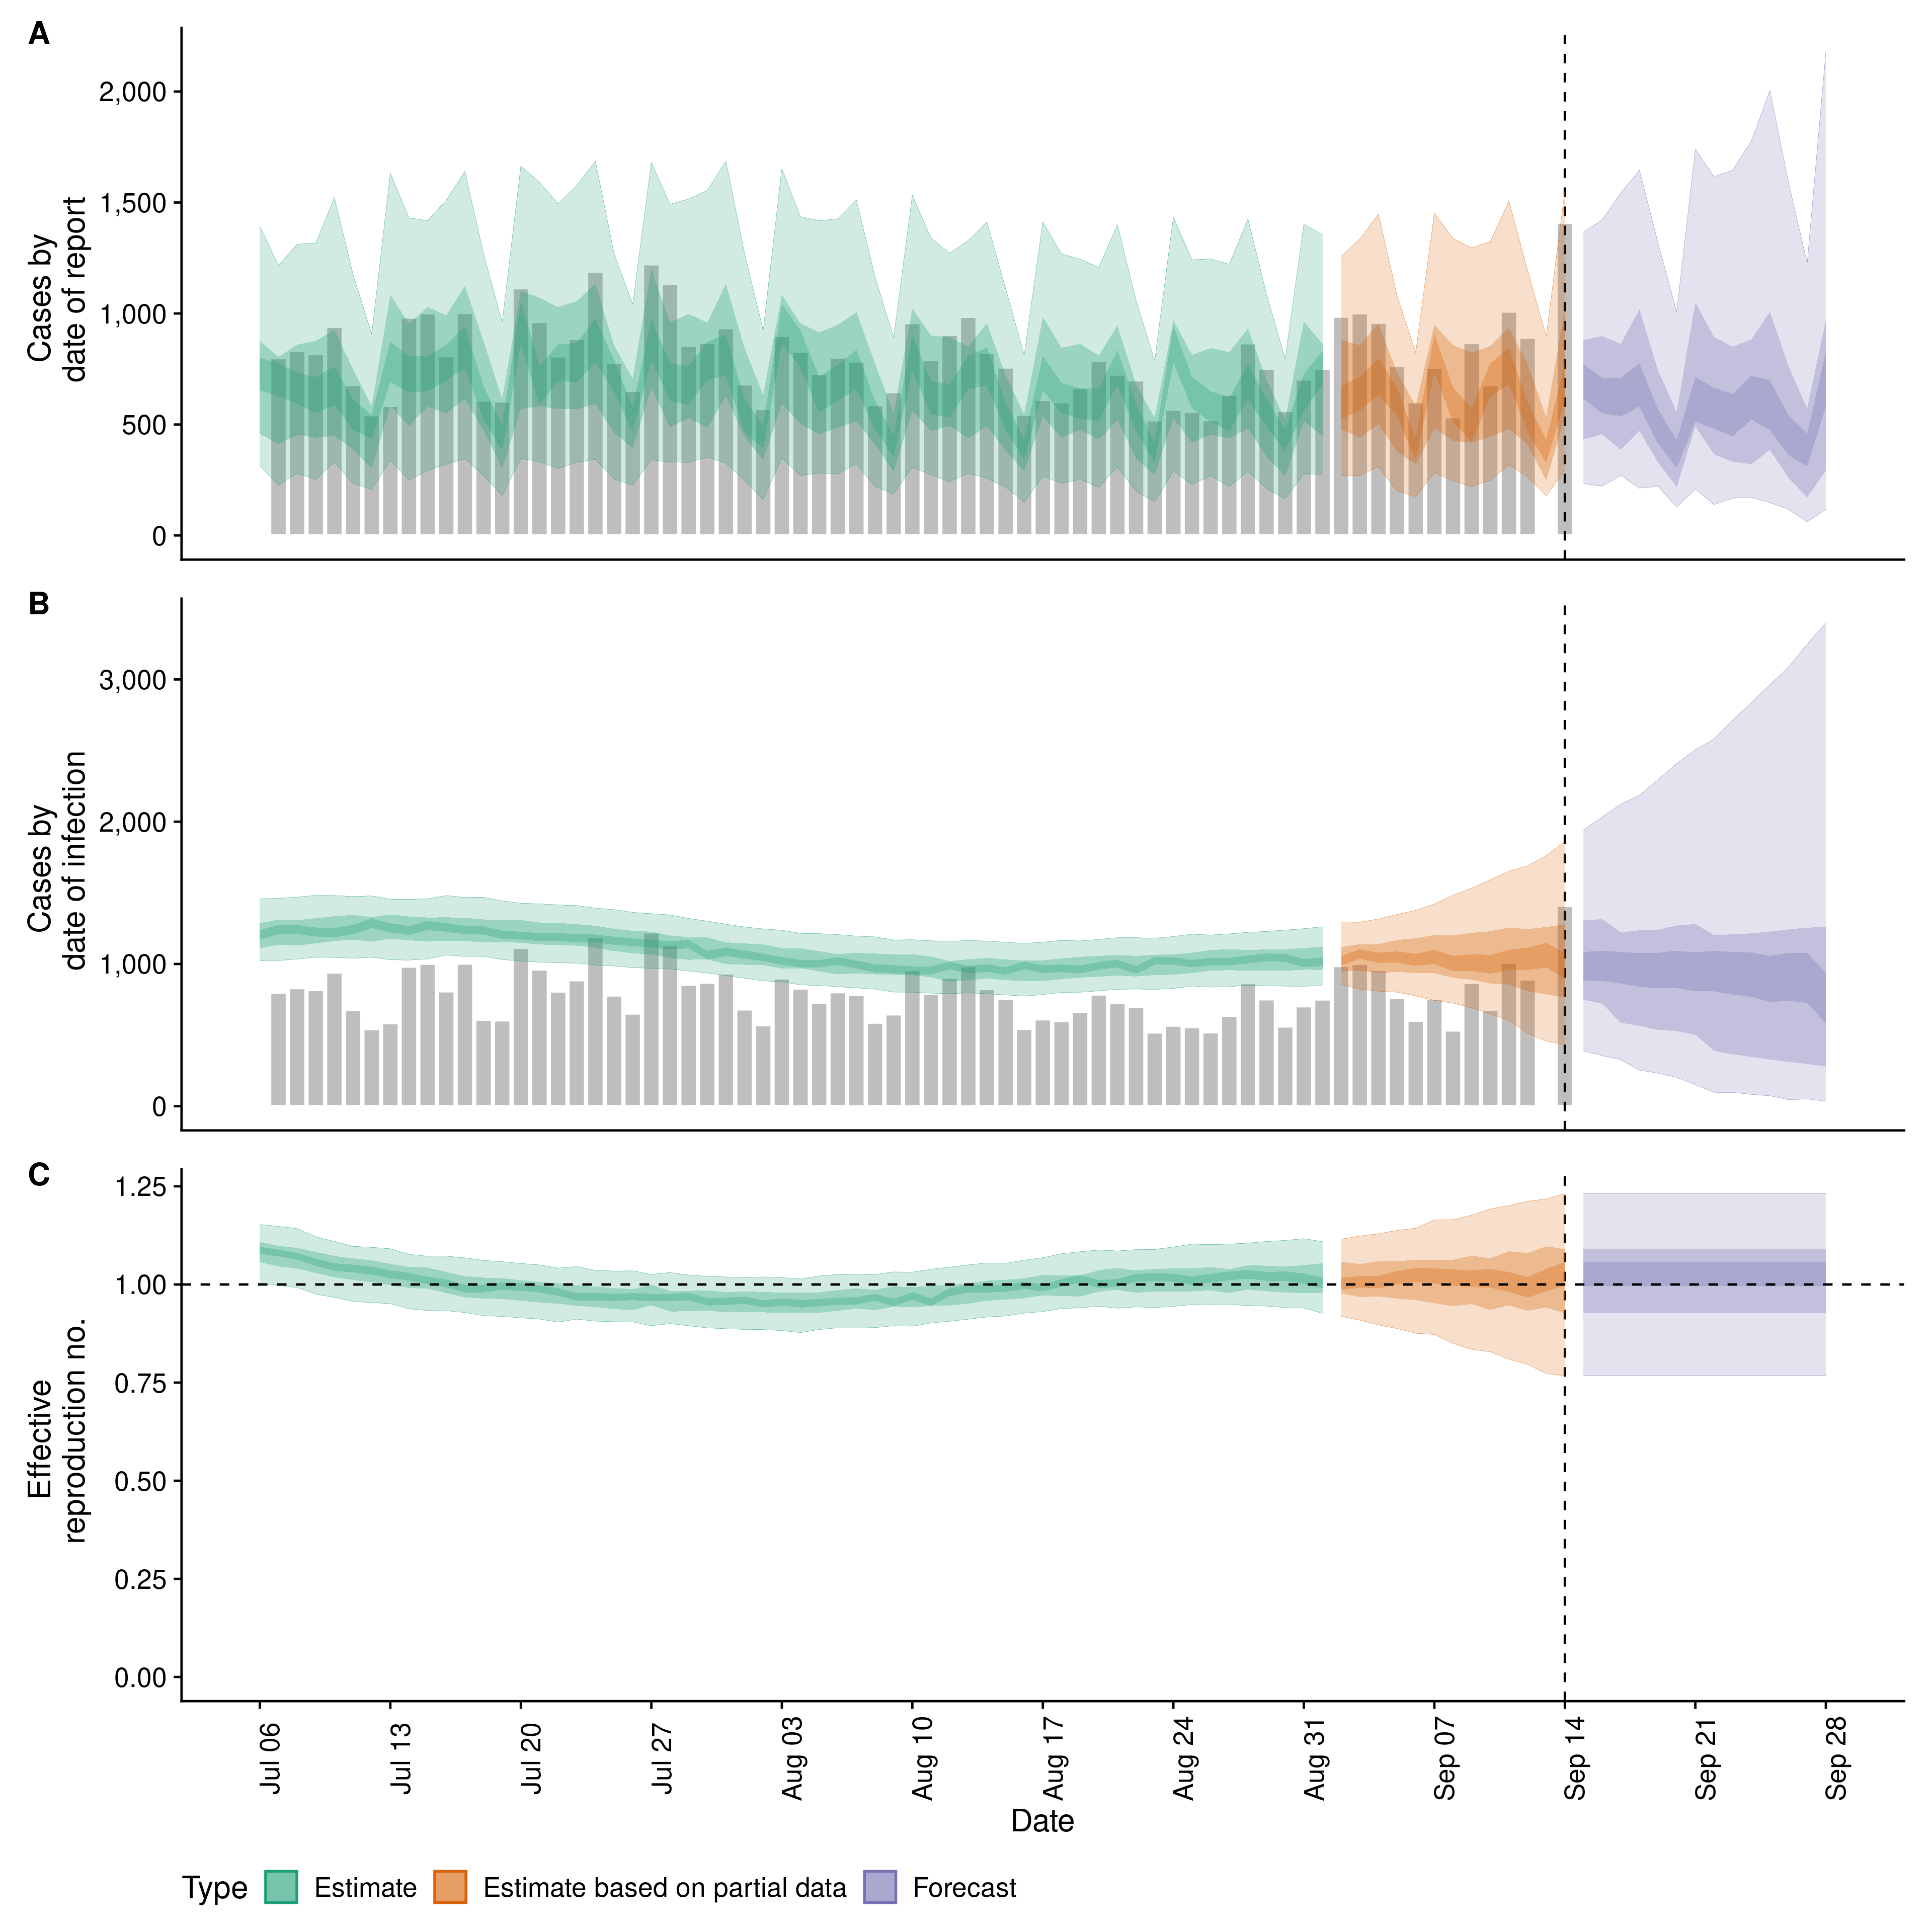 A
Cases by
date of report
2,000
1,500
1,000
500
0
B
Cases by
date of infection
3,000
2,000
1,000
0
C
Effective
reproduction no.
1.25
1.00
0.75
0.50
0.25
0.00
Jul 06
Jul 13
Jul 20
Jul 27
Aug 03
Aug 10
Aug 17
Aug 24
Aug 31
Sep 07
Sep 14
Sep 21
Sep 28
Date
Type Estimate Estimate based on partial data Forecast